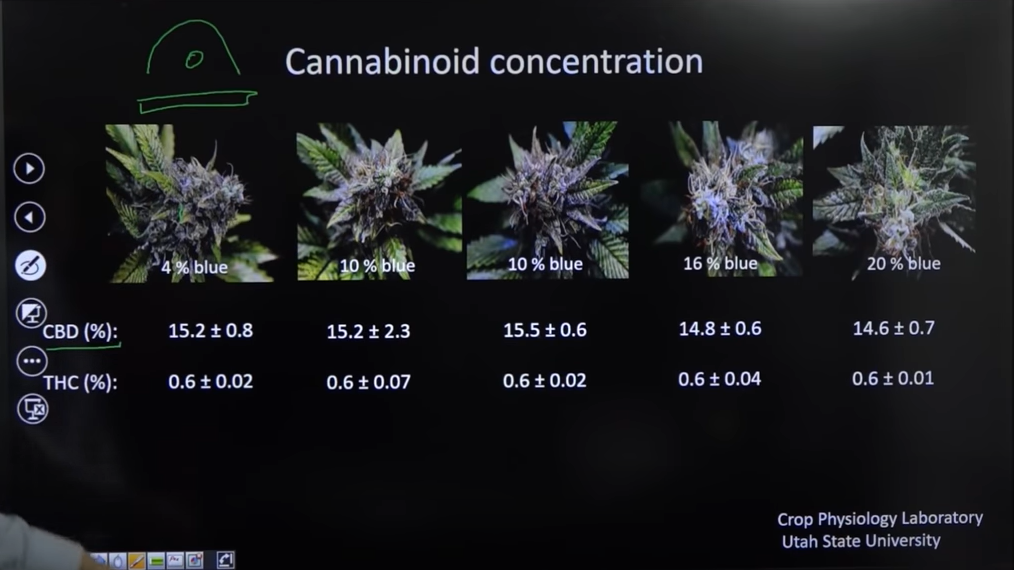 Cannabinoid concentration
4 % blue 10 % blue 10 % blue 16 % blue 20 % blue
CBD (%): 15.2 ± 0.8 15.2 ± 2.3 15.5 ± 0.6 14.8 ± 0.6 14.6 ± 0.7
THC (%): 0.6 ± 0.02 0.6 ± 0.07 0.6 ± 0.02 0.6 ± 0.04 0.6 ± 0.01
Crop Physiology Laboratory
Utah State University